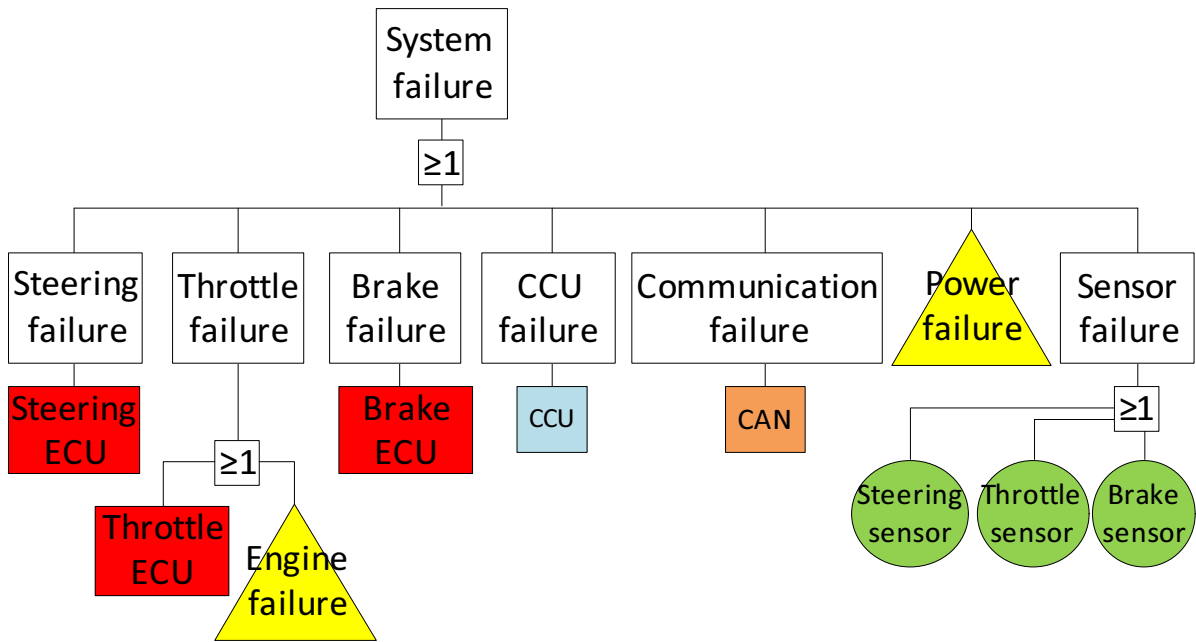 System
failure
≥1
Steering
failure
Throttle
failure
Brake
failure
CCU
failure
Communication
failure
Power
failure
Sensor
failure
Steering
ECU
≥1
Throttle
ECU
Engine
failure
Brake
ECU
CCU
CAN
≥1
Steering
sensor
Throttle
sensor
Brake
sensor